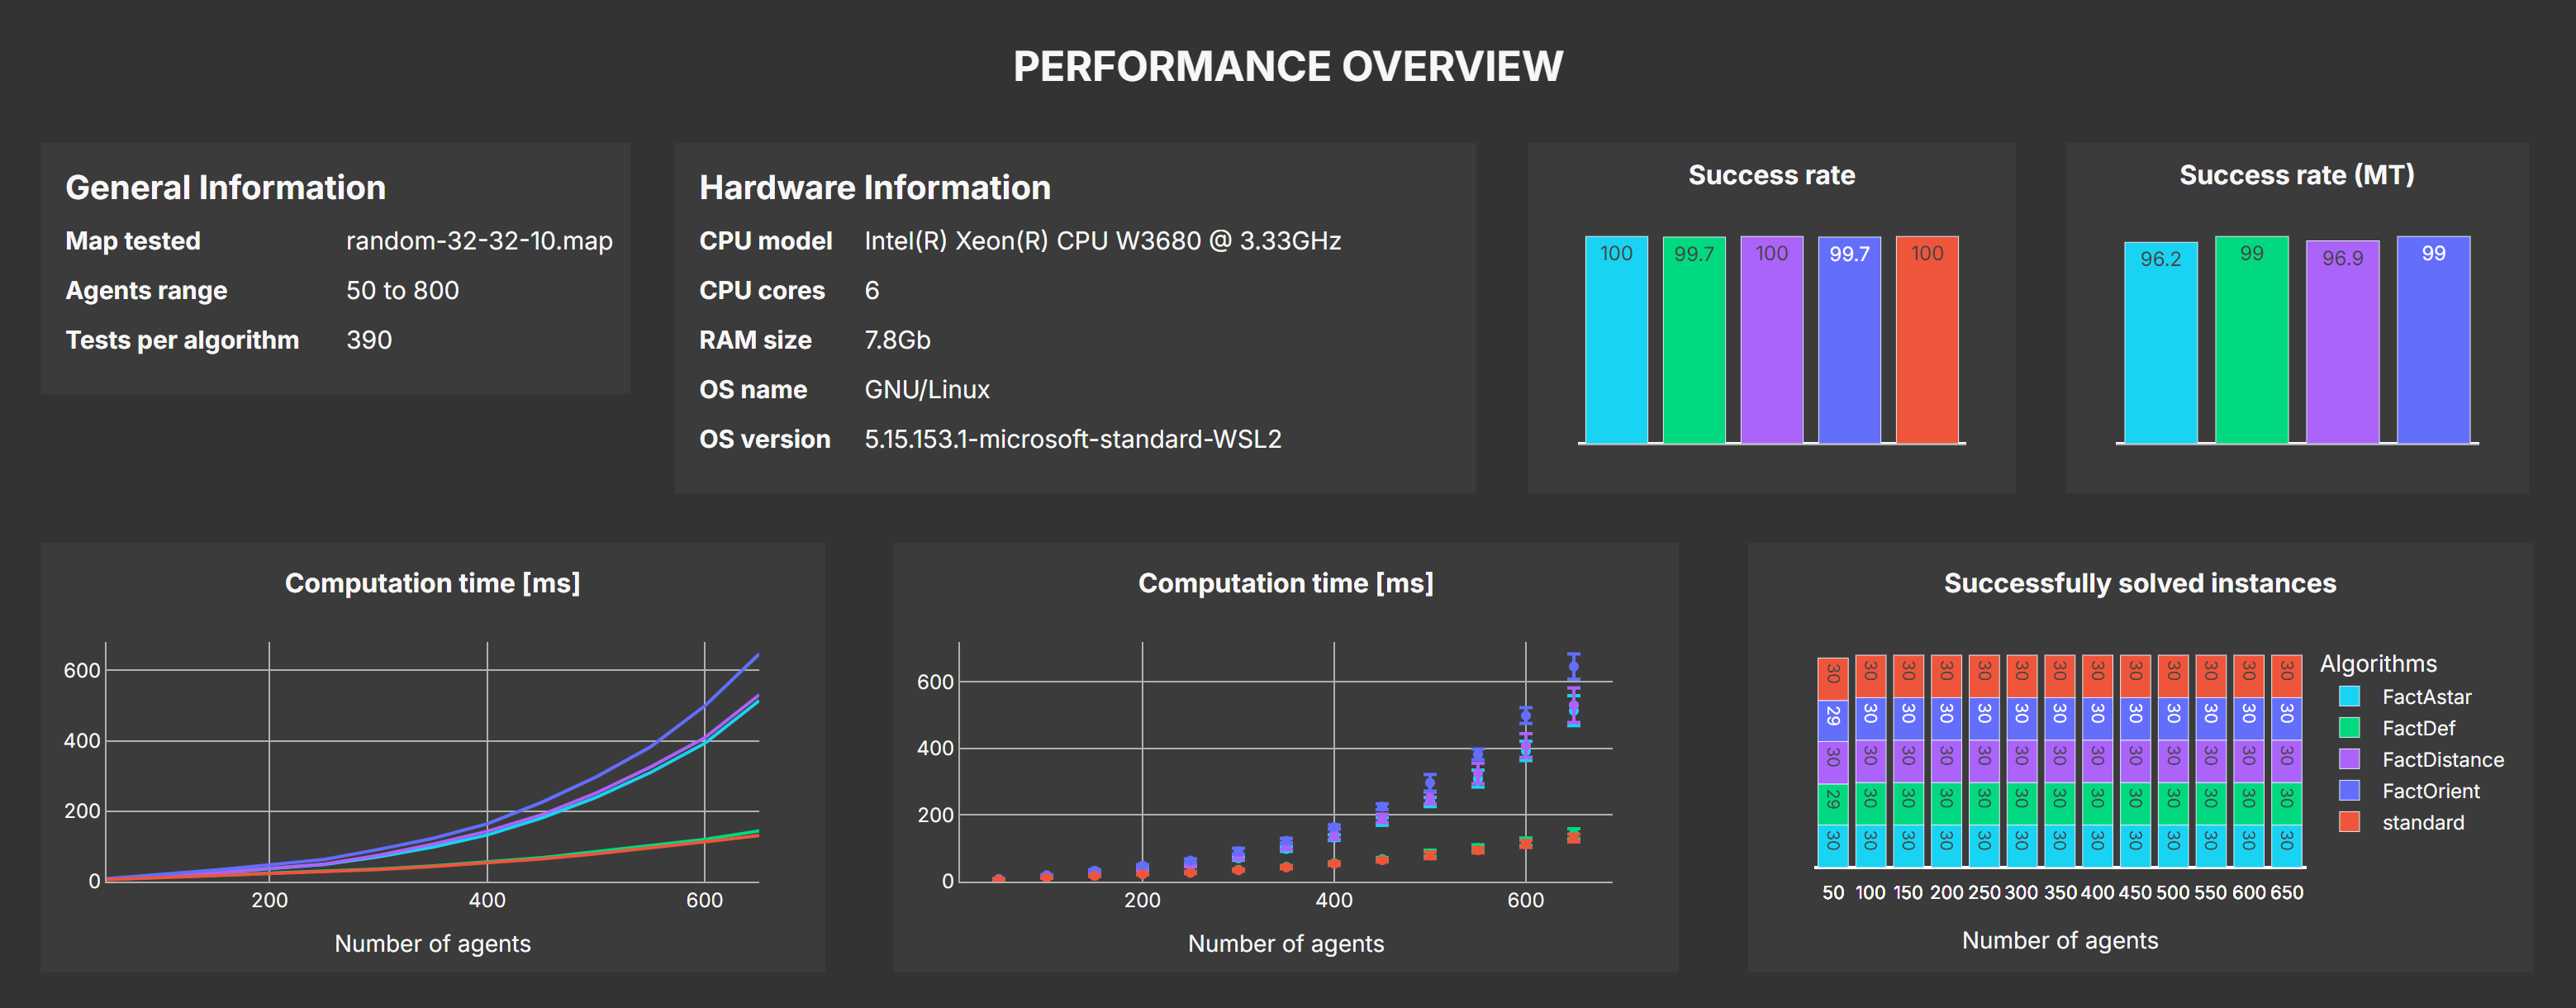 PERFORMANCE OVERVIEW
General Information
Map tested random-32-32-10.map
Agents range 50 to 800
Tests per algorithm 390
Hardware Information
CPU model Intel(R) Xeon(R) CPU W3680 @ 3.33GHz
CPU cores 6
RAM size 7.8Gb
OS name GNU/Linux
OS version 5.15.153.1-microsoft-standard-WSL2
Success rate
100 99.7 100 99.7 100
Success rate (MT)
96.2 99 96.9 99
Computation time [ms]
600
400
200
0
200 400 600
Number of agents
Computation time [ms]
600
400
200
0
200 400 600
Number of agents
Successfully solved instances
30 30 30 30 30 30 30 30 30 30 30 30 30
29 30 30 30 30 30 30 30 30 30 30 30 30
30 30 30 30 30 30 30 30 30 30 30 30 30
29 30 30 30 30 30 30 30 30 30 30 30 30
30 30 30 30 30 30 30 30 30 30 30 30 30
50 100 150 200 250 300 350 400 450 500 550 600 650
Number of agents
Algorithms
FactAstar
FactDef
FactDistance
FactOrient
standard